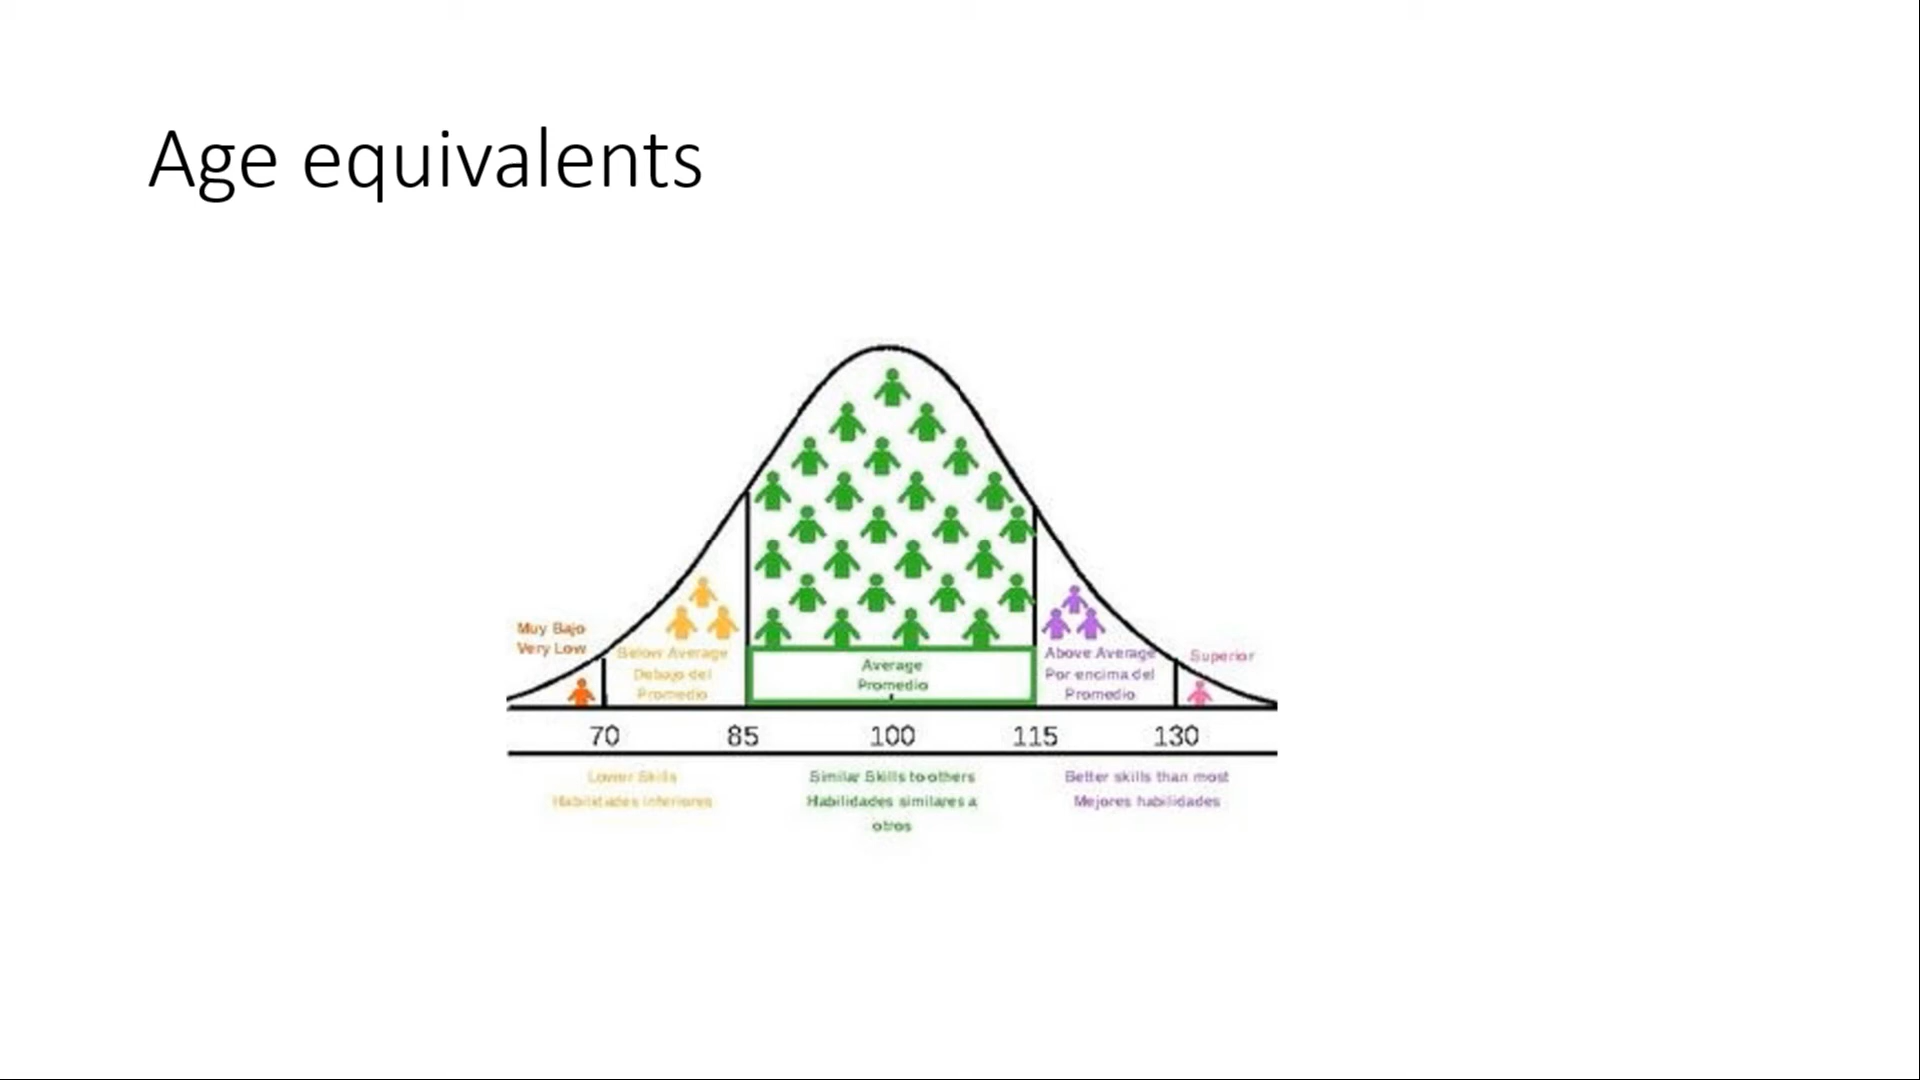 Age equivalents
Muy Bajo
Very Low
Below Average
Debajo del
Promedio
Average
Promedio
Above Average
Por encima del
Promedio
Superior
70 85 100 115 130
Lower Skills
Habilidades inferiores
Similar Skills to others
Habilidades similares a
otros
Better skills than most
Mejores habilidades